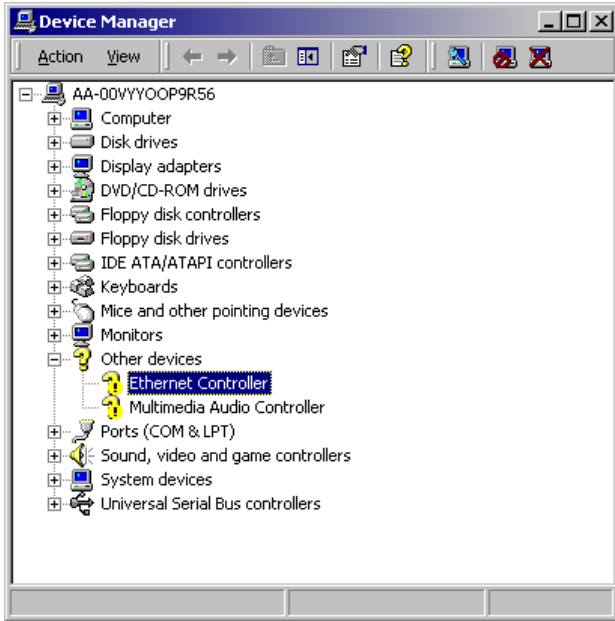 Device Manager
Action View
AA-00VYYOOP9R56
Computer
Disk drives
Display adapters
DVD/CD-ROM drives
Floppy disk controllers
Floppy disk drives
IDE ATA/ATAPI controllers
Keyboards
Mice and other pointing devices
Monitors
Other devices
Ethernet Controller
Multimedia Audio Controller
Ports (COM & LPT)
Sound, video and game controllers
System devices
Universal Serial Bus controllers